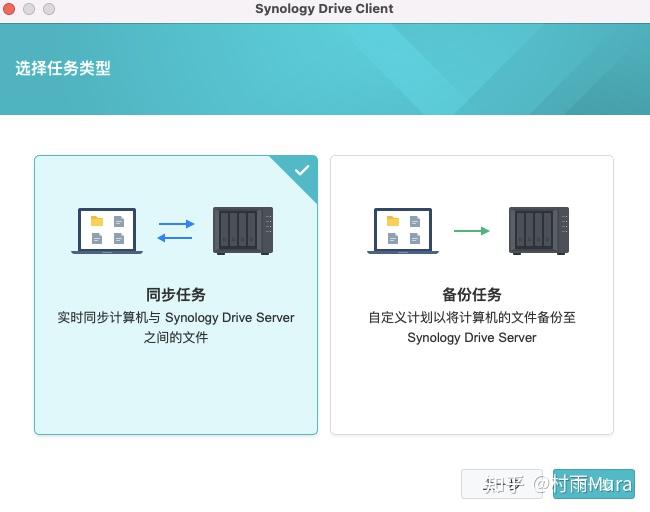 Synology Drive Client
选择任务类型
同步任务
实时同步计算机与 Synology Drive Server
之间的文件
备份任务
自定义计划以将计算机的文件备份至
Synology Drive Server
知乎 @村雨Mura